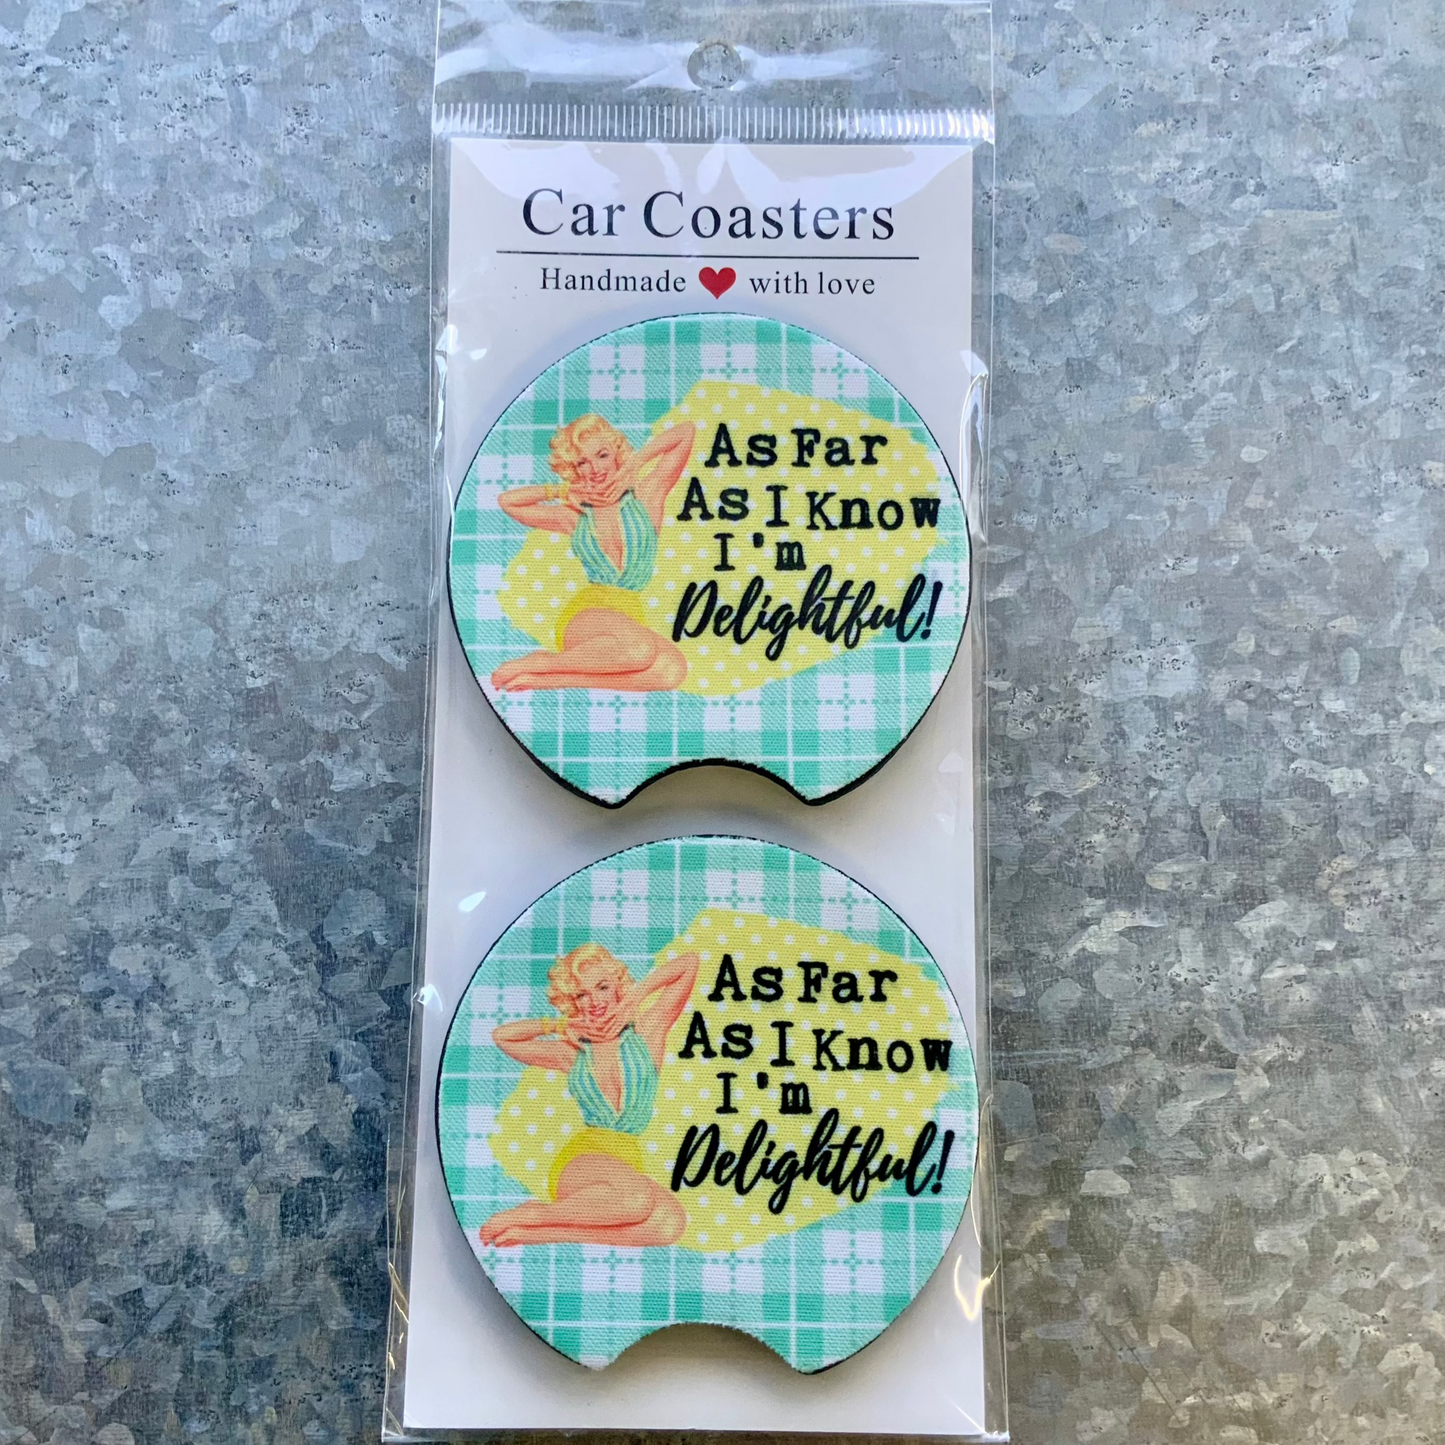 Car Coasters
Handmade ❤ with love
As Far
As I Know
I'm
Delightful!
As Far
As I Know
I'm
Delightful!